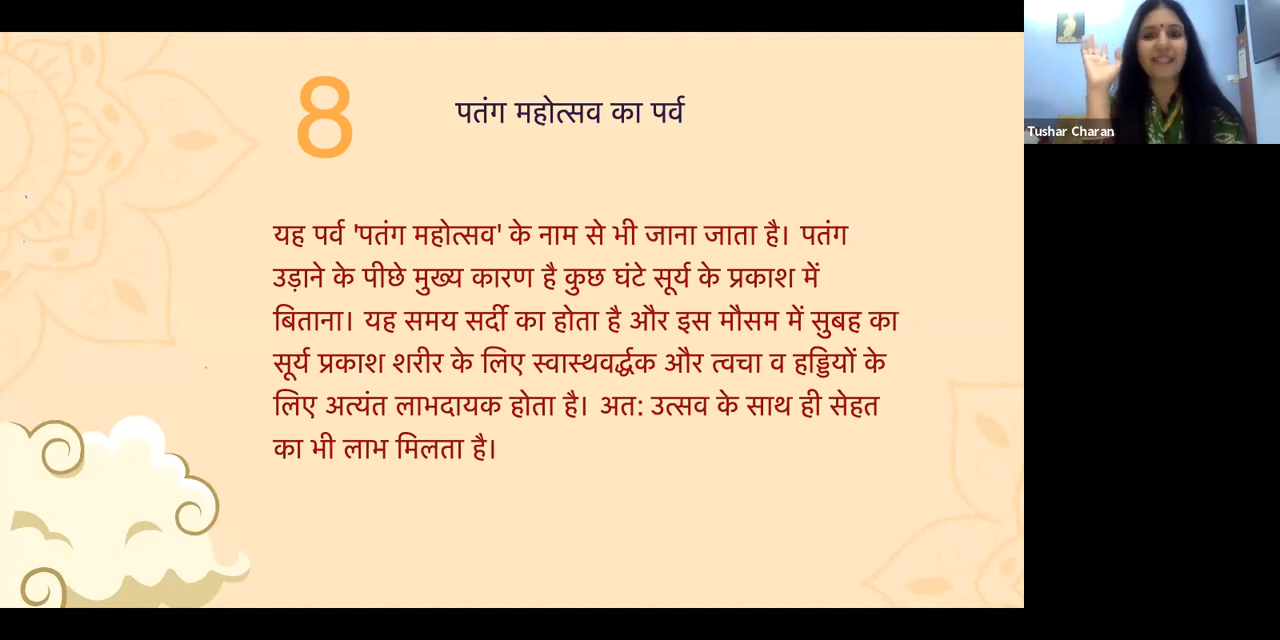 8
पतंग महोत्सव का पर्व
यह पर्व 'पतंग महोत्सव' के नाम से भी जाना जाता है। पतंग
उड़ाने के पीछे मुख्य कारण है कुछ घंटे सूर्य के प्रकाश में
बिताना। यह समय सर्दी का होता है और इस मौसम में सुबह का
सूर्य प्रकाश शरीर के लिए स्वास्थवर्द्धक और त्वचा व हड्डियों के
लिए अत्यंत लाभदायक होता है। अत: उत्सव के साथ ही सेहत
का भी लाभ मिलता है।
Tushar Charan